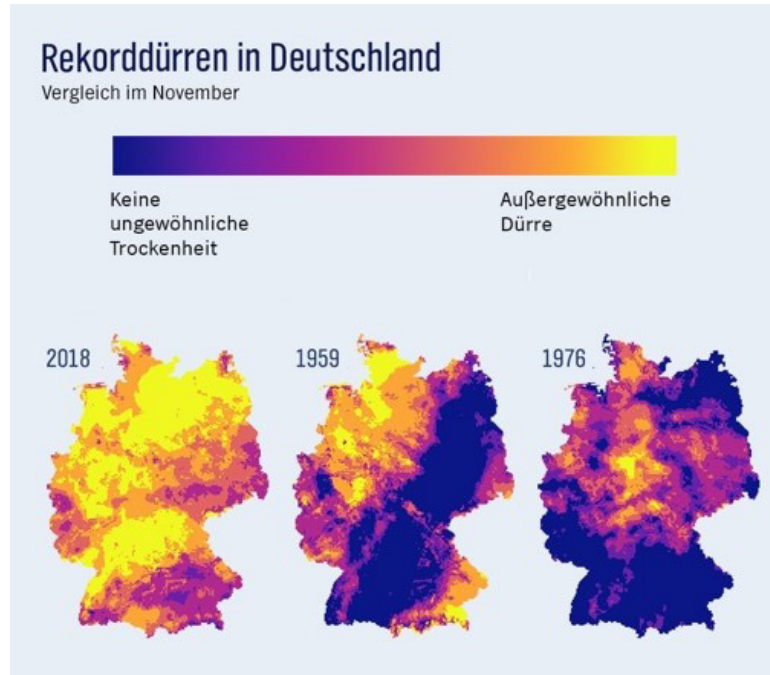 Rekorddürren in Deutschland
Vergleich im November
Keine
ungewöhnliche
Trockenheit
Außergewöhnliche
Dürre
2018
1959
1976